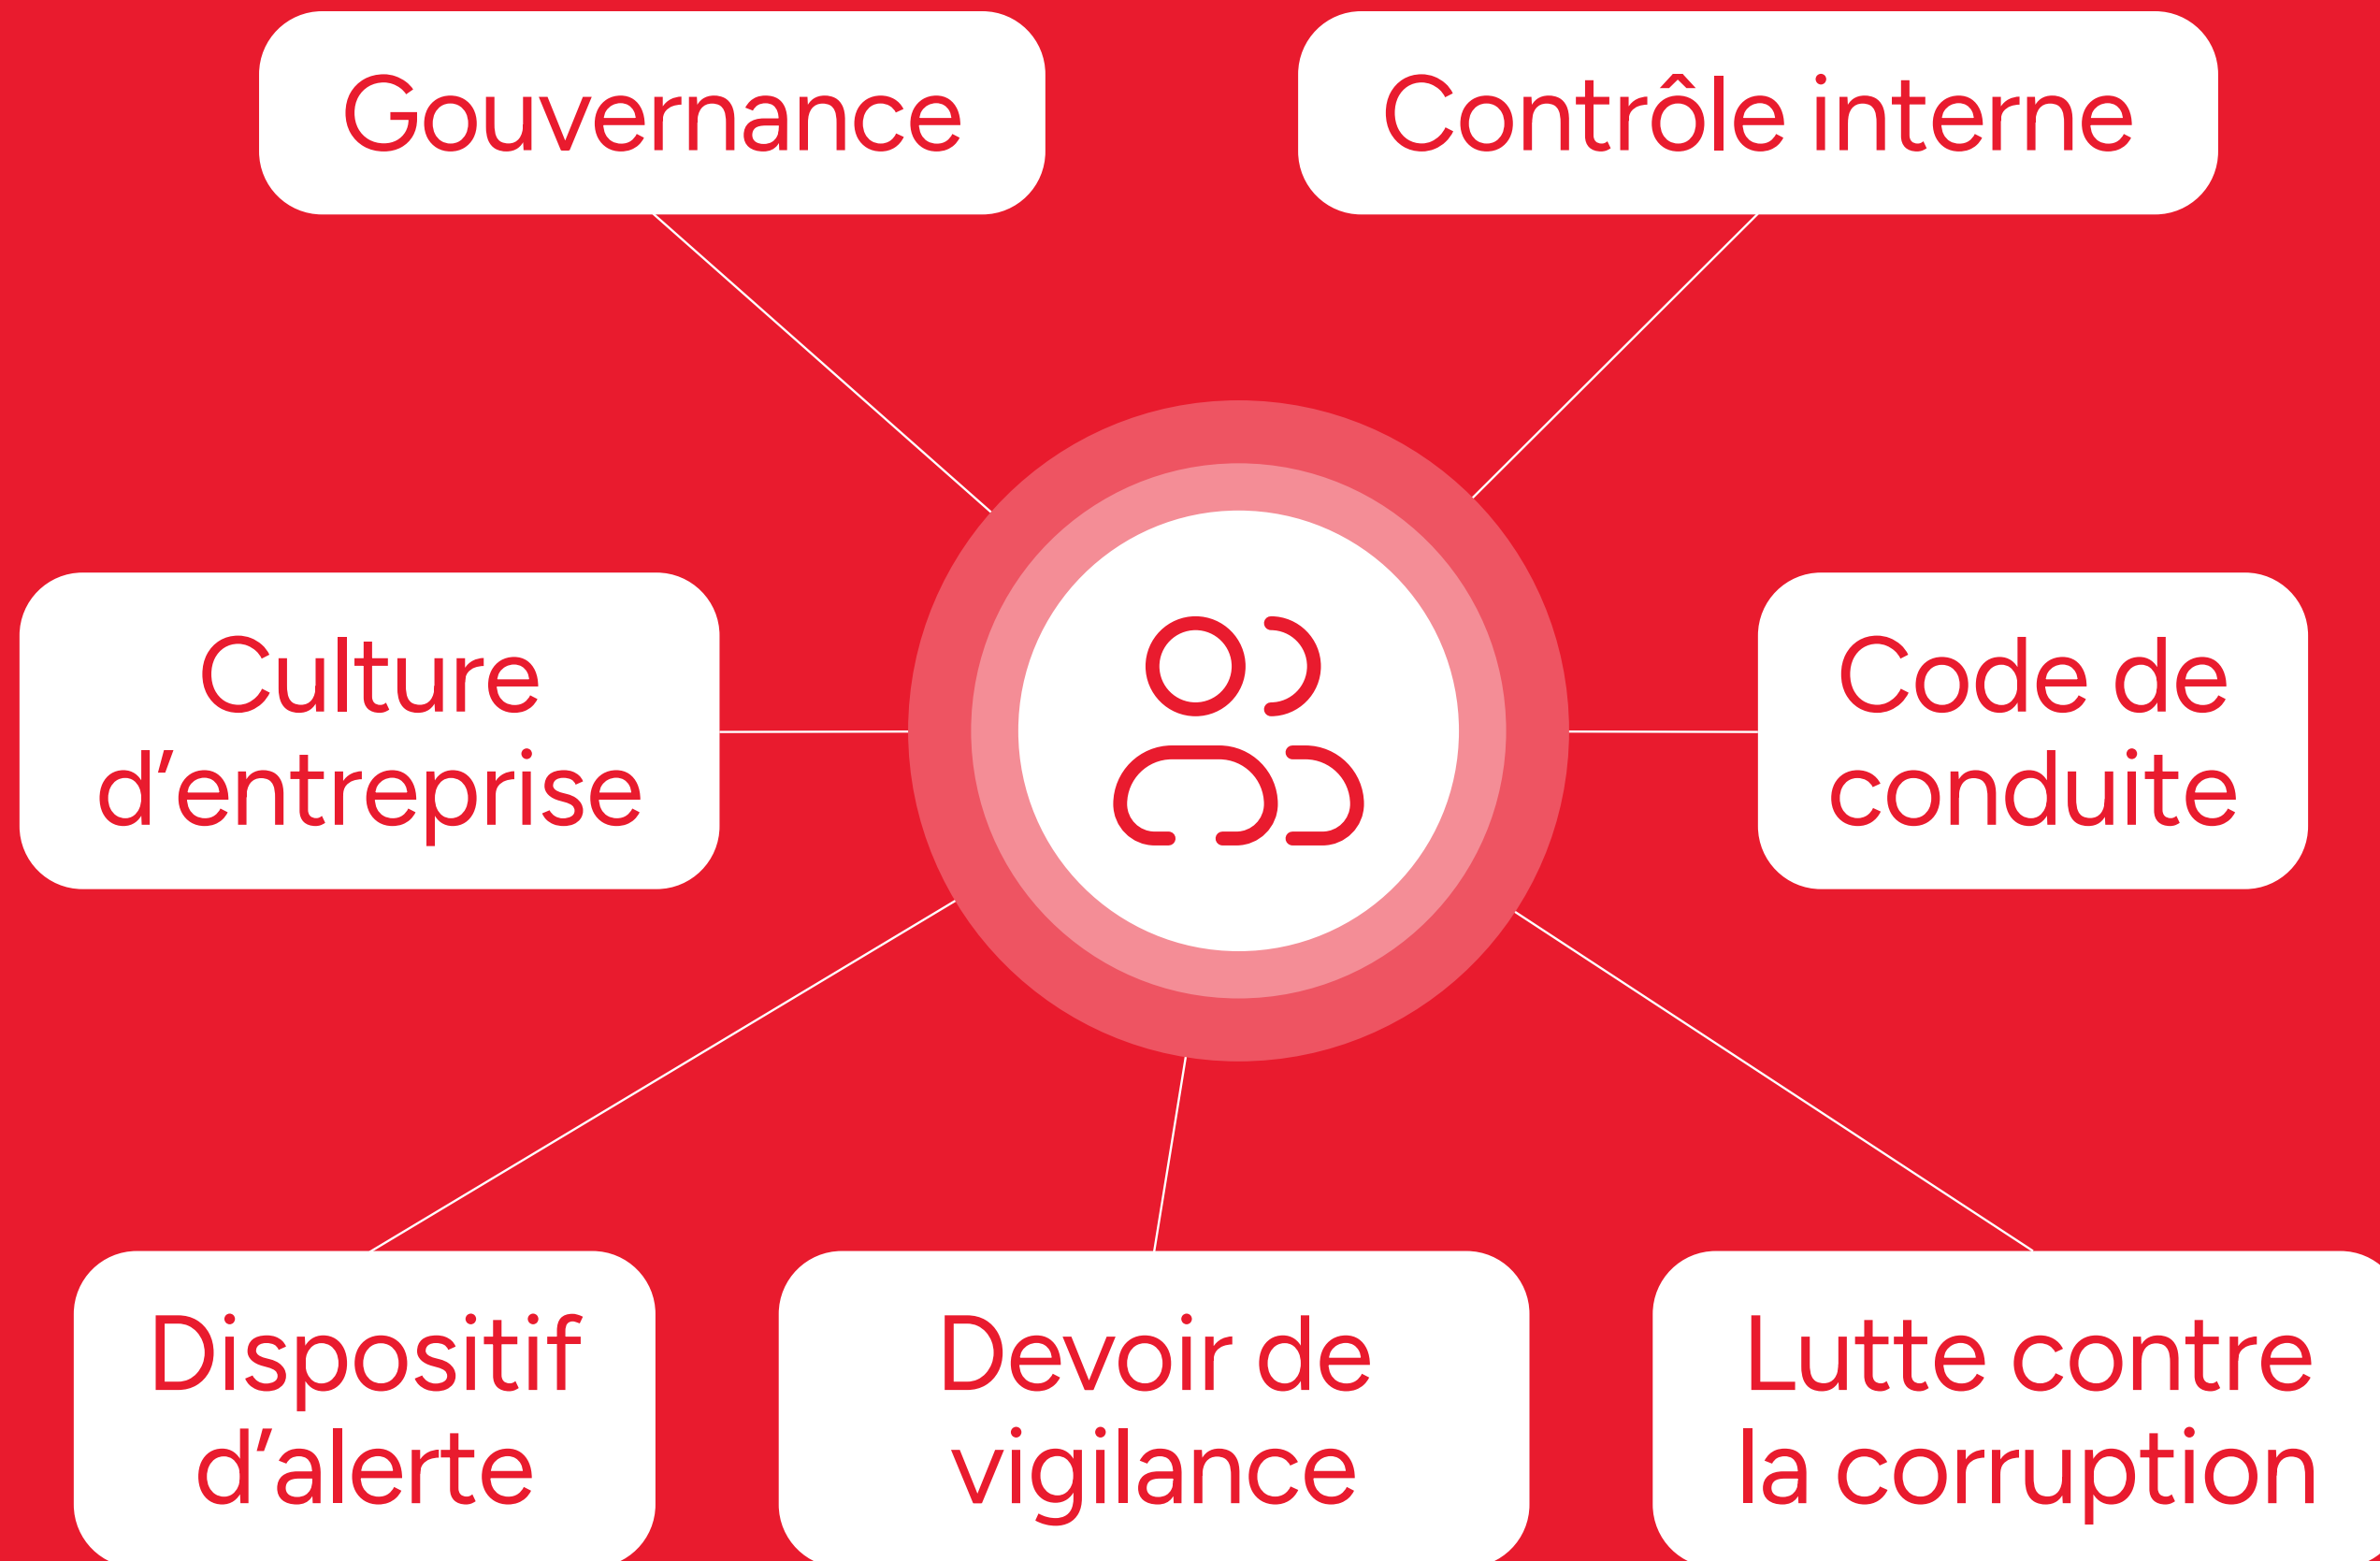 Gouvernance
Contrôle interne
Culture
d’entreprise
Code de
conduite
Dispositif
d’alerte
Devoir de
vigilance
Lutte contre
la corruption